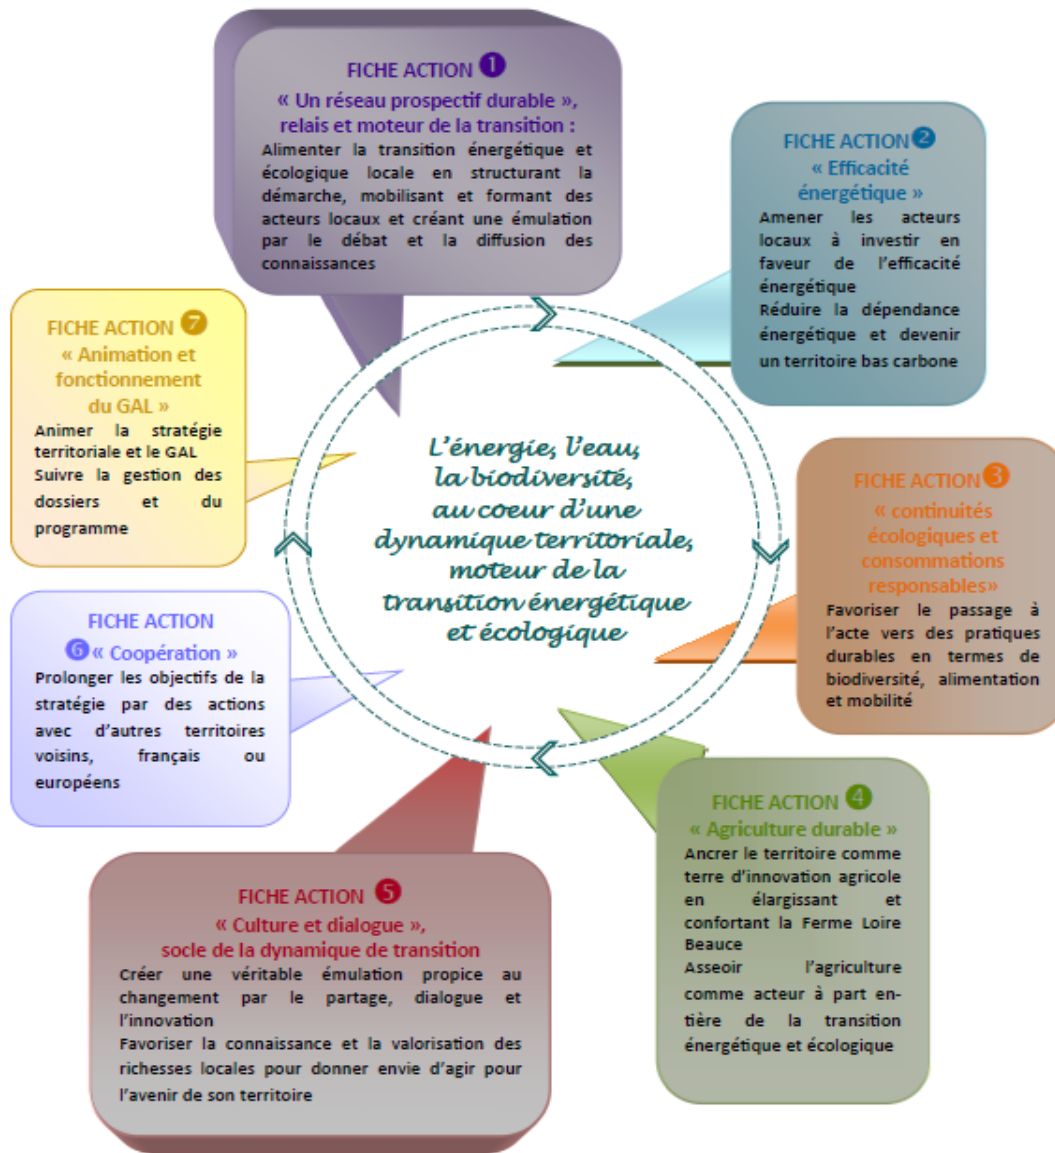 FICHE ACTION ❶
« Un réseau prospectif durable »,
relais et moteur de la transition :
Alimenter la transition énergétique et
écologique locale en structurant la
démarche, mobilisant et formant des
acteurs locaux et créant une émulation
par le débat et la diffusion des
connaissances
FICHE ACTION ❷
« Efficacité
énergétique »
Amener les acteurs
locaux à investir en
faveur de l'efficacité
énergétique
Réduire la dépendance
énergétique et devenir
un territoire bas carbone
FICHE ACTION ❸
« continuités
écologiques et
consommations
responsables»
Favoriser le passage à
l'acte vers des pratiques
durables en termes de
biodiversité, alimentation
et mobilité
FICHE ACTION ❹
« Agriculture durable »
Ancrer le territoire comme
terre d'innovation agricole
en élargissant et
confortant la Ferme Loire
Beauce
Asseoir l'agriculture
comme acteur à part en-
tière de la transition
énergétique et écologique
FICHE ACTION ❺
« Culture et dialogue »,
socle de la dynamique de transition
Créer une véritable émulation propice au
changement par le partage, dialogue et
l'innovation
Favoriser la connaissance et la valorisation des
richesses locales pour donner envie d'agir pour
l'avenir de son territoire
FICHE ACTION
❻ « Coopération »
Prolonger les objectifs de la
stratégie par des actions
avec d'autres territoires
voisins, français ou
européens
FICHE ACTION ❼
« Animation et
fonctionnement
du GAL »
Animer la stratégie
territoriale et le GAL
Suivre la gestion des
dossiers et du
programme
L'énergie, l'eau,
la biodiversité,
au coeur d'une
dynamique territoriale,
moteur de la
transition énergétique
et écologique